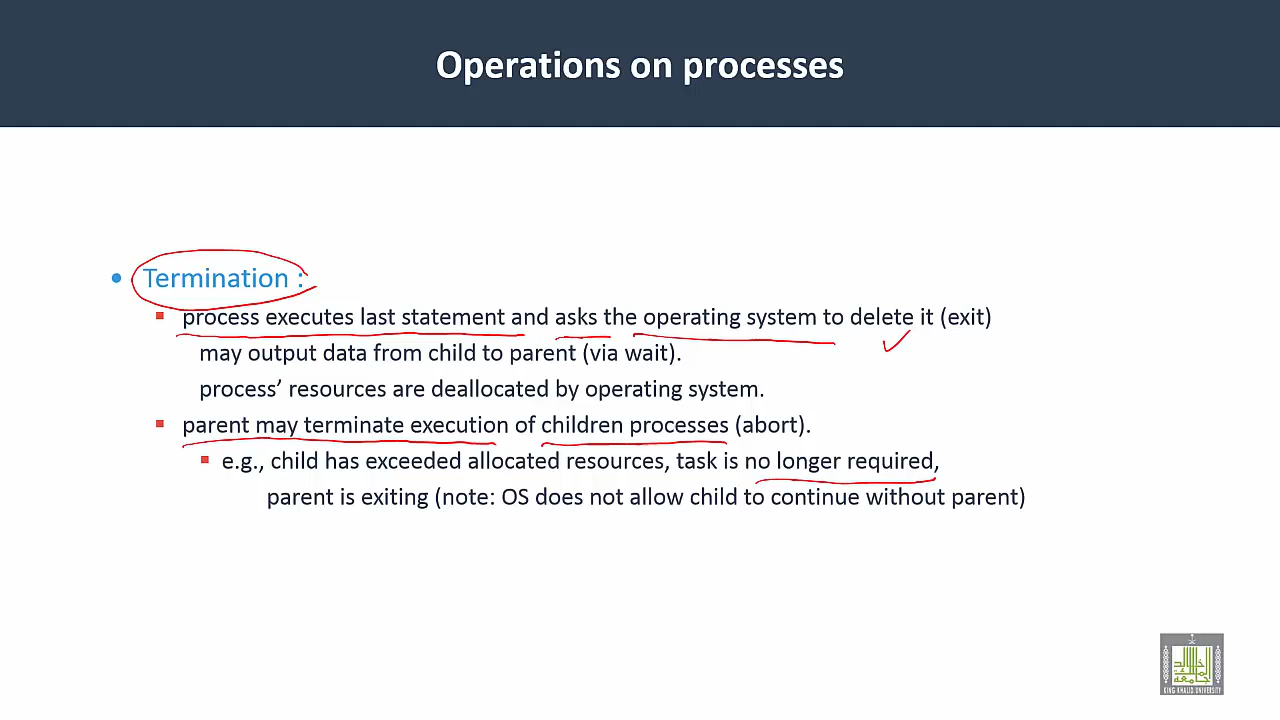 Operations on processes
• Termination :
▪ process executes last statement and asks the operating system to delete it (exit)
may output data from child to parent (via wait).
process’ resources are deallocated by operating system.
▪ parent may terminate execution of children processes (abort).
▪ e.g., child has exceeded allocated resources, task is no longer required,
parent is exiting (note: OS does not allow child to continue without parent)
KING KHALID UNIVERSITY